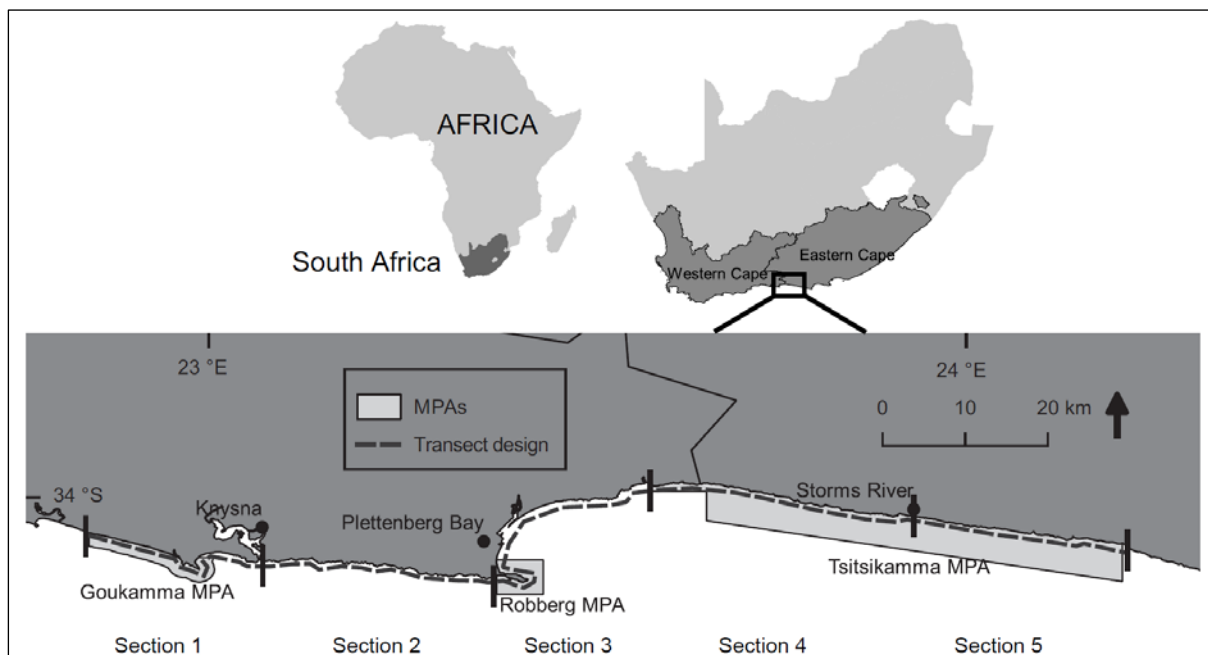 AFRICA
South Africa
Western Cape
Eastern Cape
23 °E
24 °E
MPAs
Transect design
0 10 20 km
34 °S
Knysna
Plettenberg Bay
Storms River
Goukamma MPA
Robberg MPA
Tsitsikamma MPA
Section 1 Section 2 Section 3 Section 4 Section 5